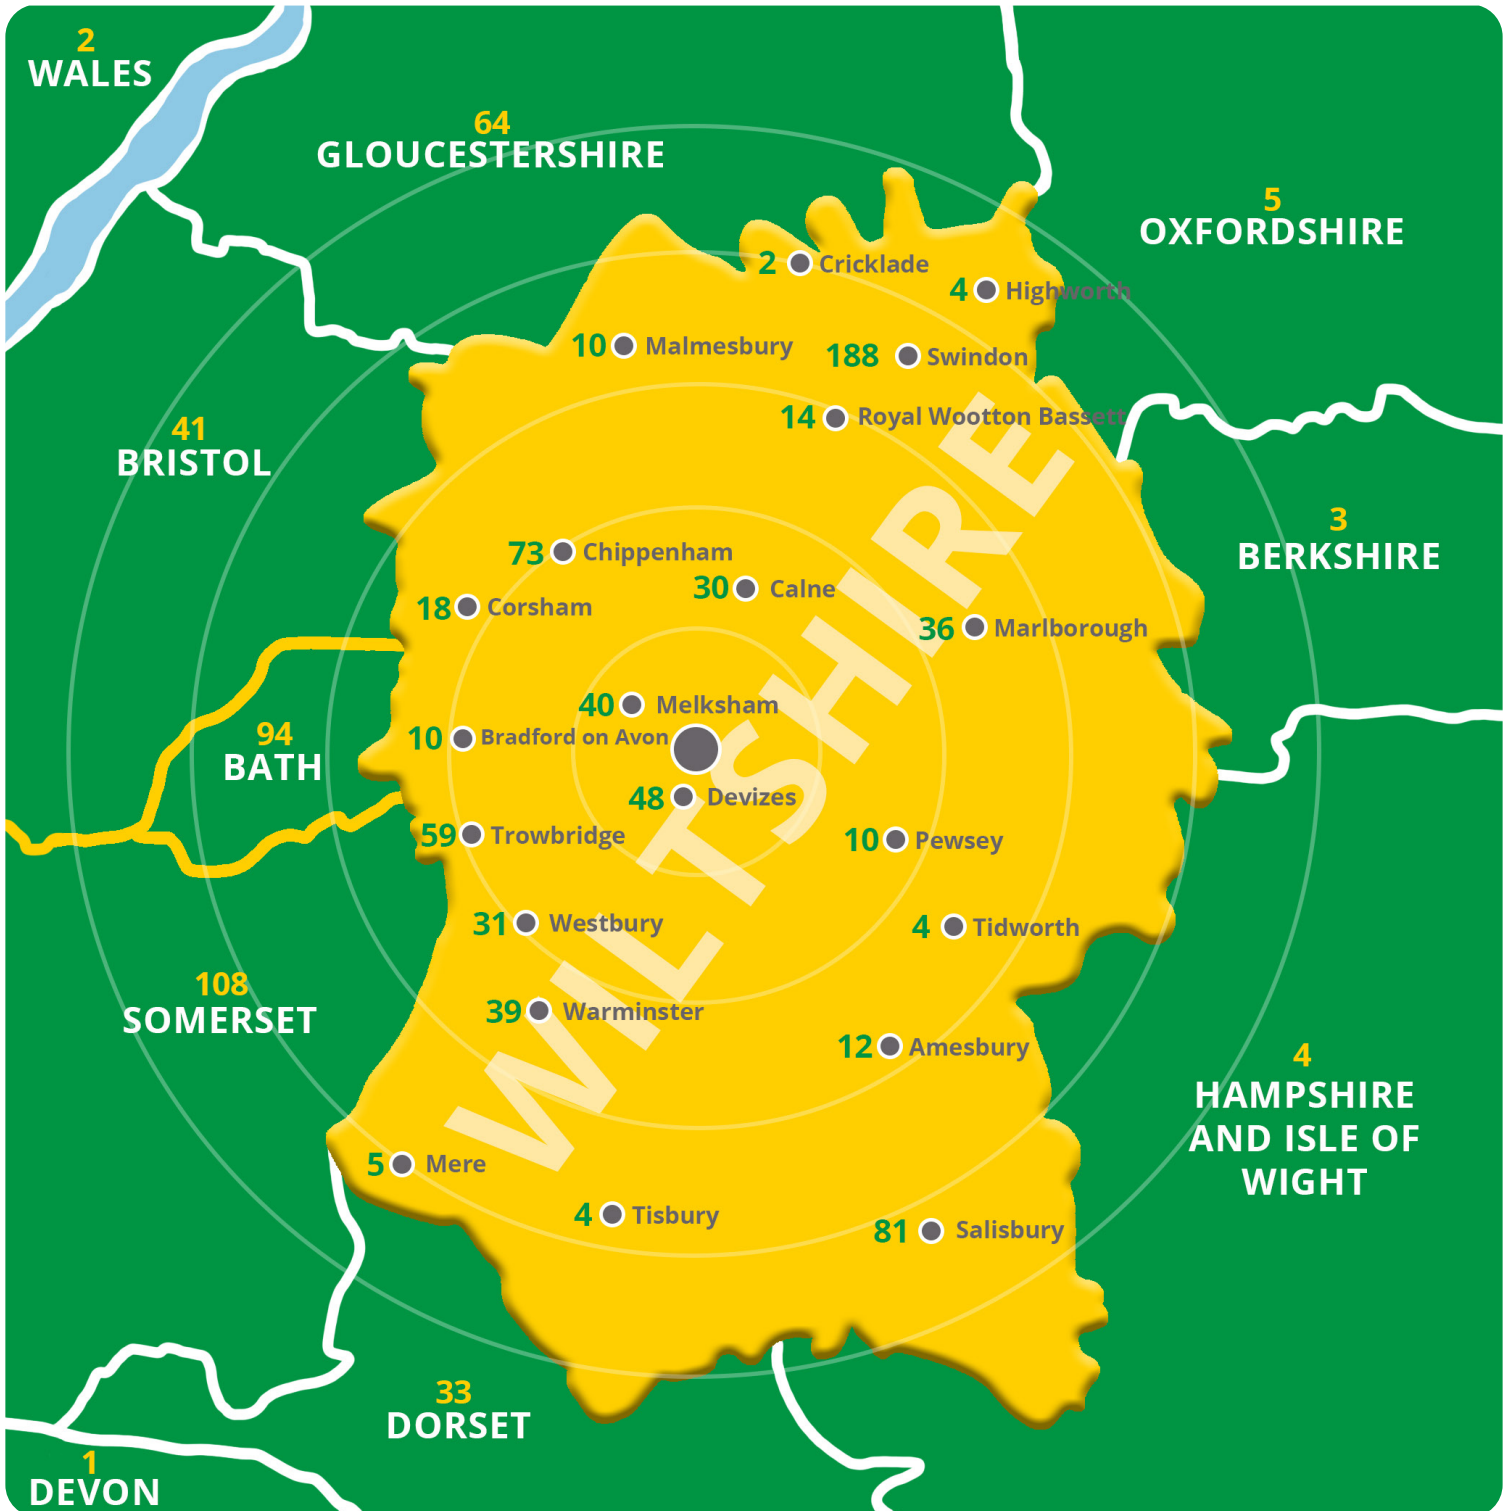 2
WALES
64
GLOUCESTERSHIRE
5
OXFORDSHIRE
2 Cricklade
4 Highworth
10 Malmesbury
188 Swindon
14 Royal Wootton Bassett
41
BRISTOL
3
BERKSHIRE
73 Chippenham
30 Calne
18 Corsham
36 Marlborough
WILTSHIRE
40 Melksham
94
BATH
10 Bradford on Avon
48 Devizes
59 Trowbridge
10 Pewsey
31 Westbury
4 Tidworth
108
SOMERSET
39 Warminster
12 Amesbury
4
HAMPSHIRE
AND ISLE OF
WIGHT
5 Mere
4 Tisbury
81 Salisbury
33
DORSET
1
DEVON